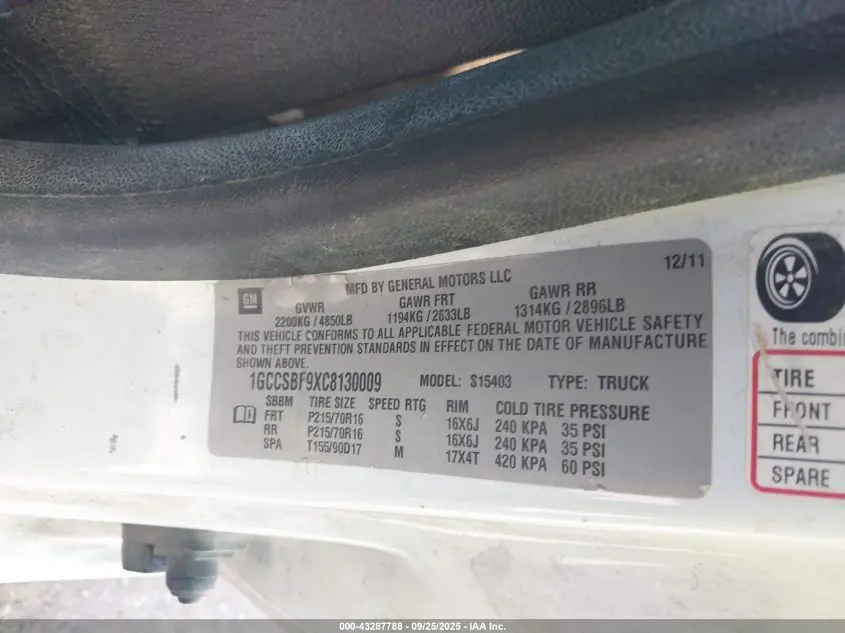 12/11
MFD BY GENERAL MOTORS LLC
GM
GVWR GAWR FRT GAWR RR
2200KG / 4850LB 1194KG / 2633LB 1314KG / 2896LB
THIS VEHICLE CONFORMS TO ALL APPLICABLE FEDERAL MOTOR VEHICLE SAFETY
AND THEFT PREVENTION STANDARDS IN EFFECT ON THE DATE OF MANUFACTURE
SHOWN ABOVE.
1GCCSBF9XC8130009 MODEL: S15403 TYPE: TRUCK
SBBM TIRE SIZE SPEED RTG RIM COLD TIRE PRESSURE
FRT P215/70R16 S 16X6J 240 KPA 35 PSI
RR P215/70R16 S 16X6J 240 KPA 35 PSI
SPA T155/90D17 M 17X4T 420 KPA 60 PSI
The combin
TIRE
FRONT
REAR
SPARE
000-43287788 - 09/25/2025 - IAA Inc.